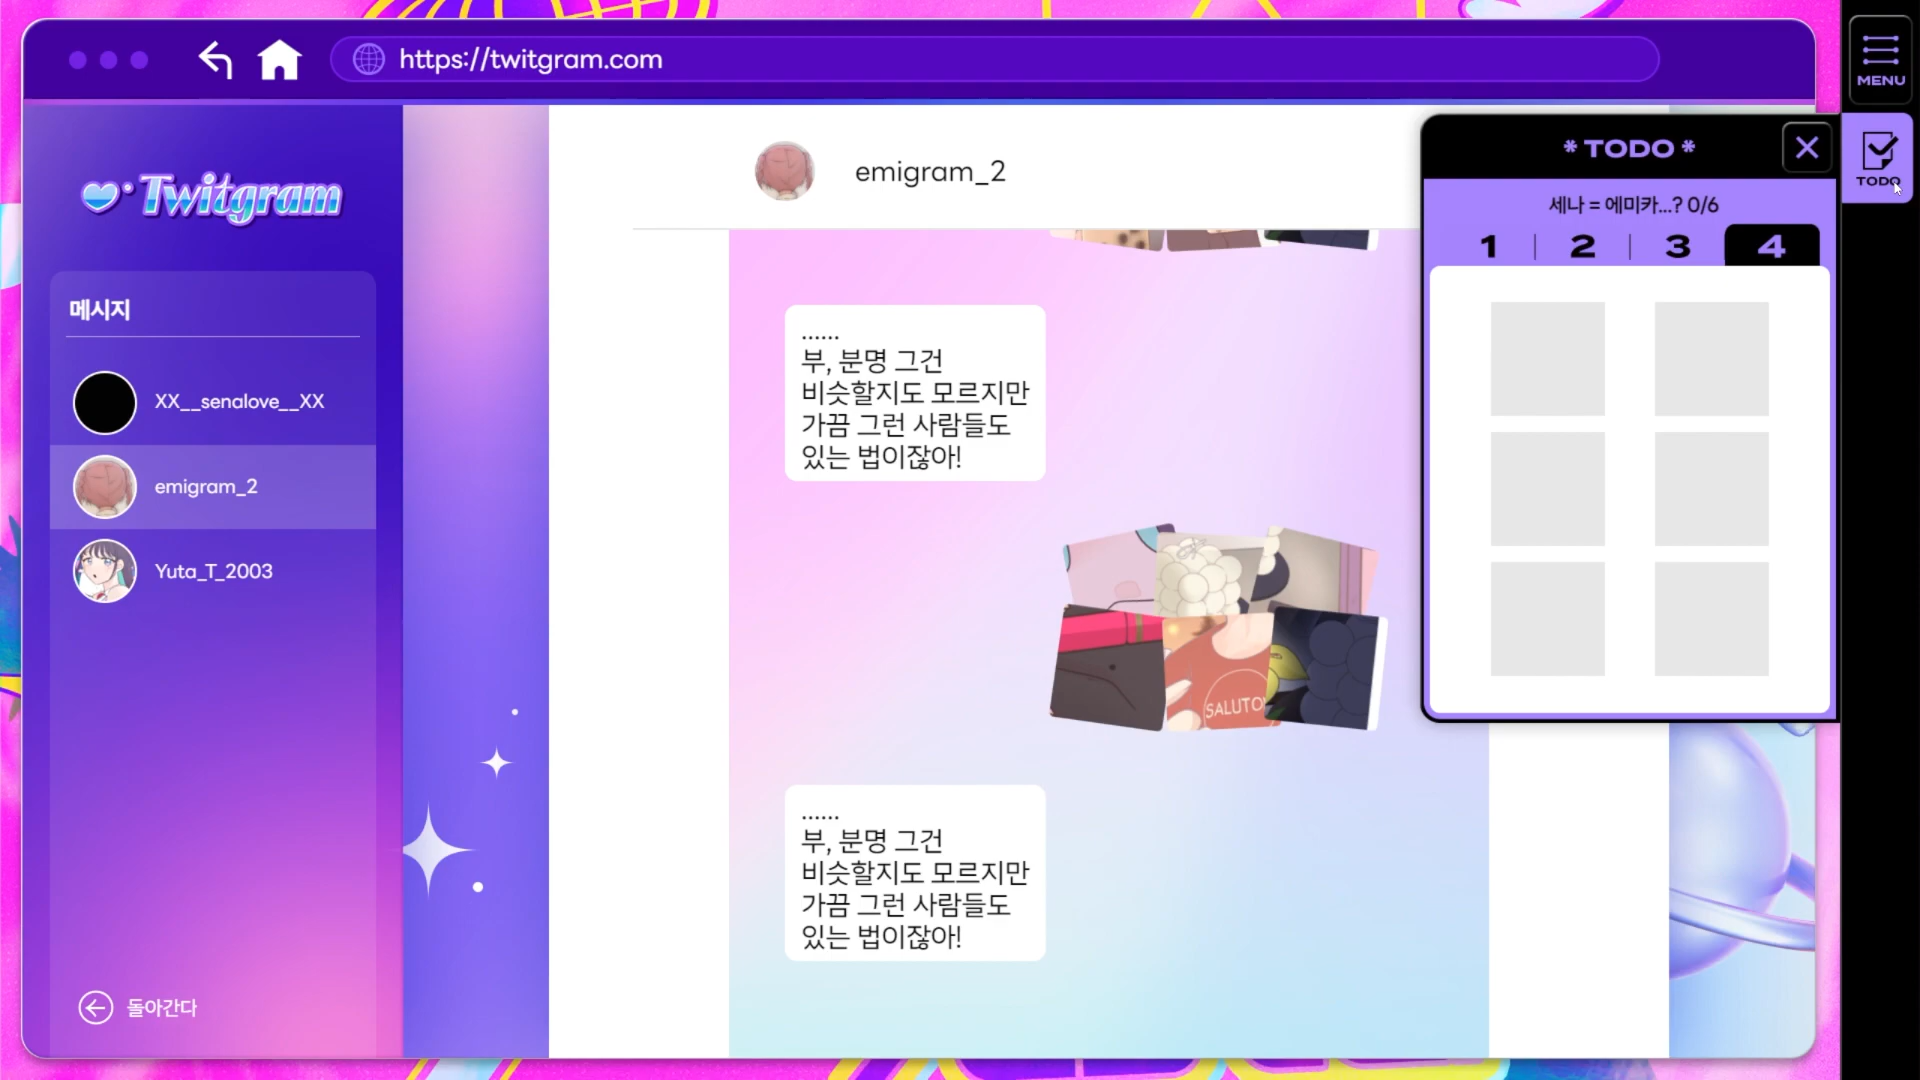 https://twitgram.com
MENU
TODO
Twitgram
메시지
XX__senalove__XX
emigram_2
Yuta_T_2003
돌아간다
emigram_2
......
부, 분명 그건
비슷할지도 모르지만
가끔 그런 사람들도
있는 법이잖아!
SALUTO
......
부, 분명 그건
비슷할지도 모르지만
가끔 그런 사람들도
있는 법이잖아!
* TODO *
세나 = 에미카...? 0/6
1 | 2 | 3 4